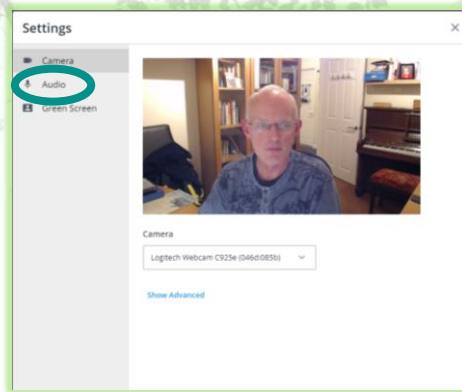 Settings
Camera
Audio
Green Screen
Camera
Logitech Webcam C925e (046d:085b)
Show Advanced